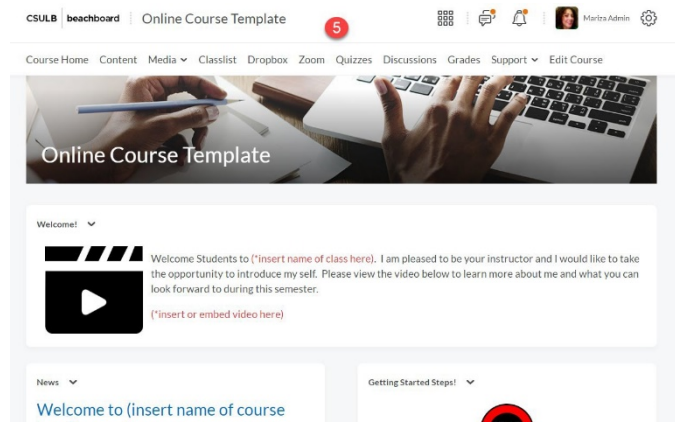 CSULB beachboard Online Course Template
5
Mariza Admin
Course Home Content Media Classlist Dropbox Zoom Quizzes Discussions Grades Support Edit Course
Online Course Template
Welcome!
Welcome Students to (*insert name of class here). I am pleased to be your instructor and I would like to take
the opportunity to introduce my self. Please view the video below to learn more about me and what you can
look forward to during this semester.
(*insert or embed video here)
News
Getting Started Steps!
Welcome to (insert name of course